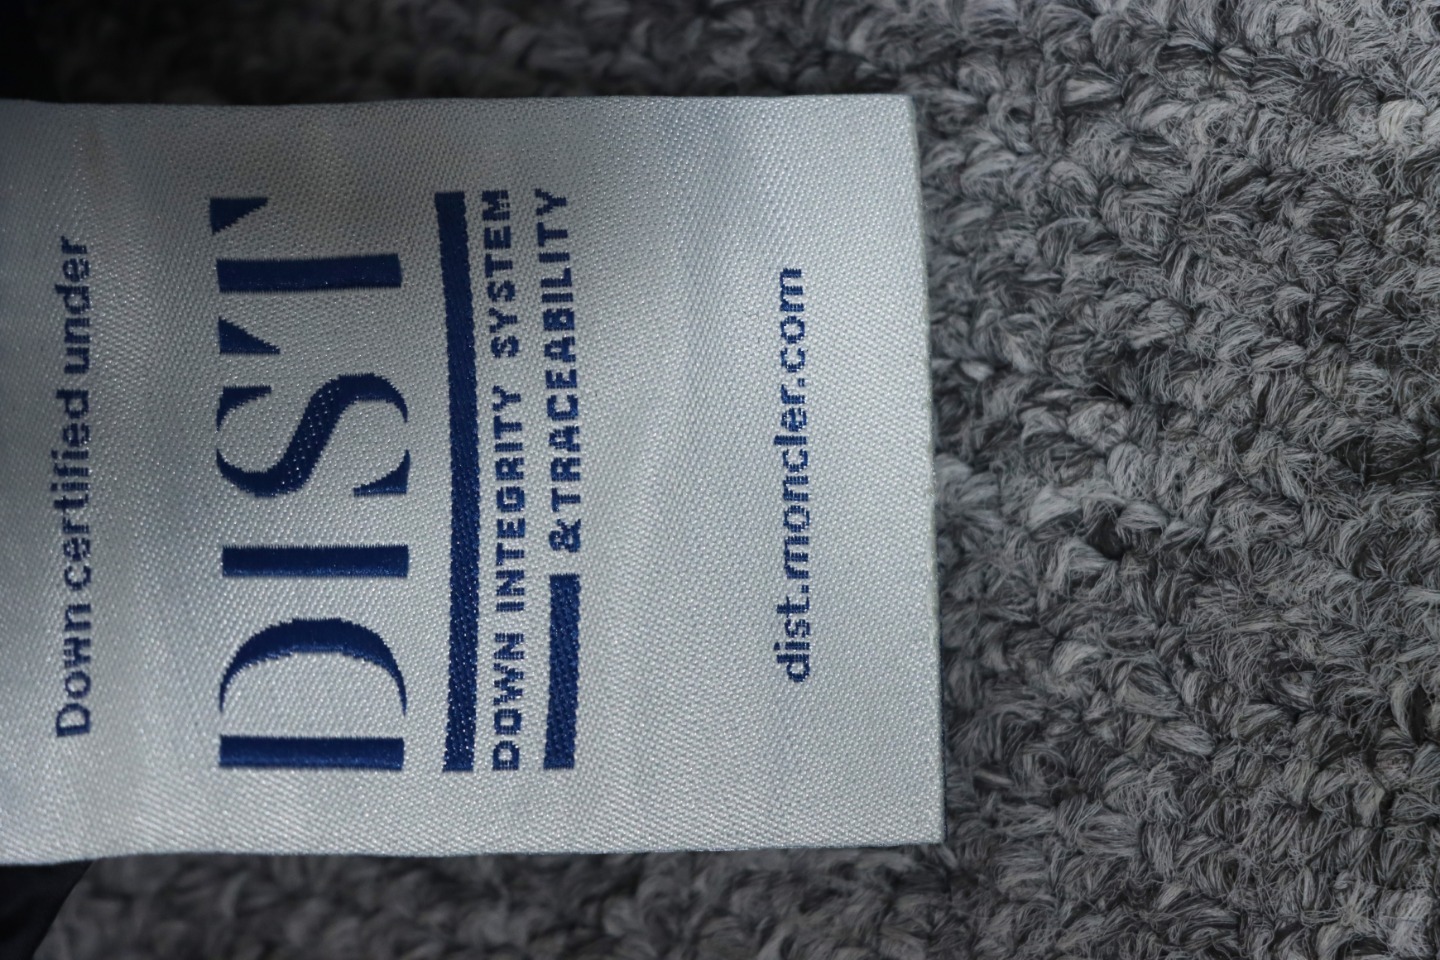 Down certified under
DIST
DOWN INTEGRITY SYSTEM
& TRACEABILITY
dist.moncler.com